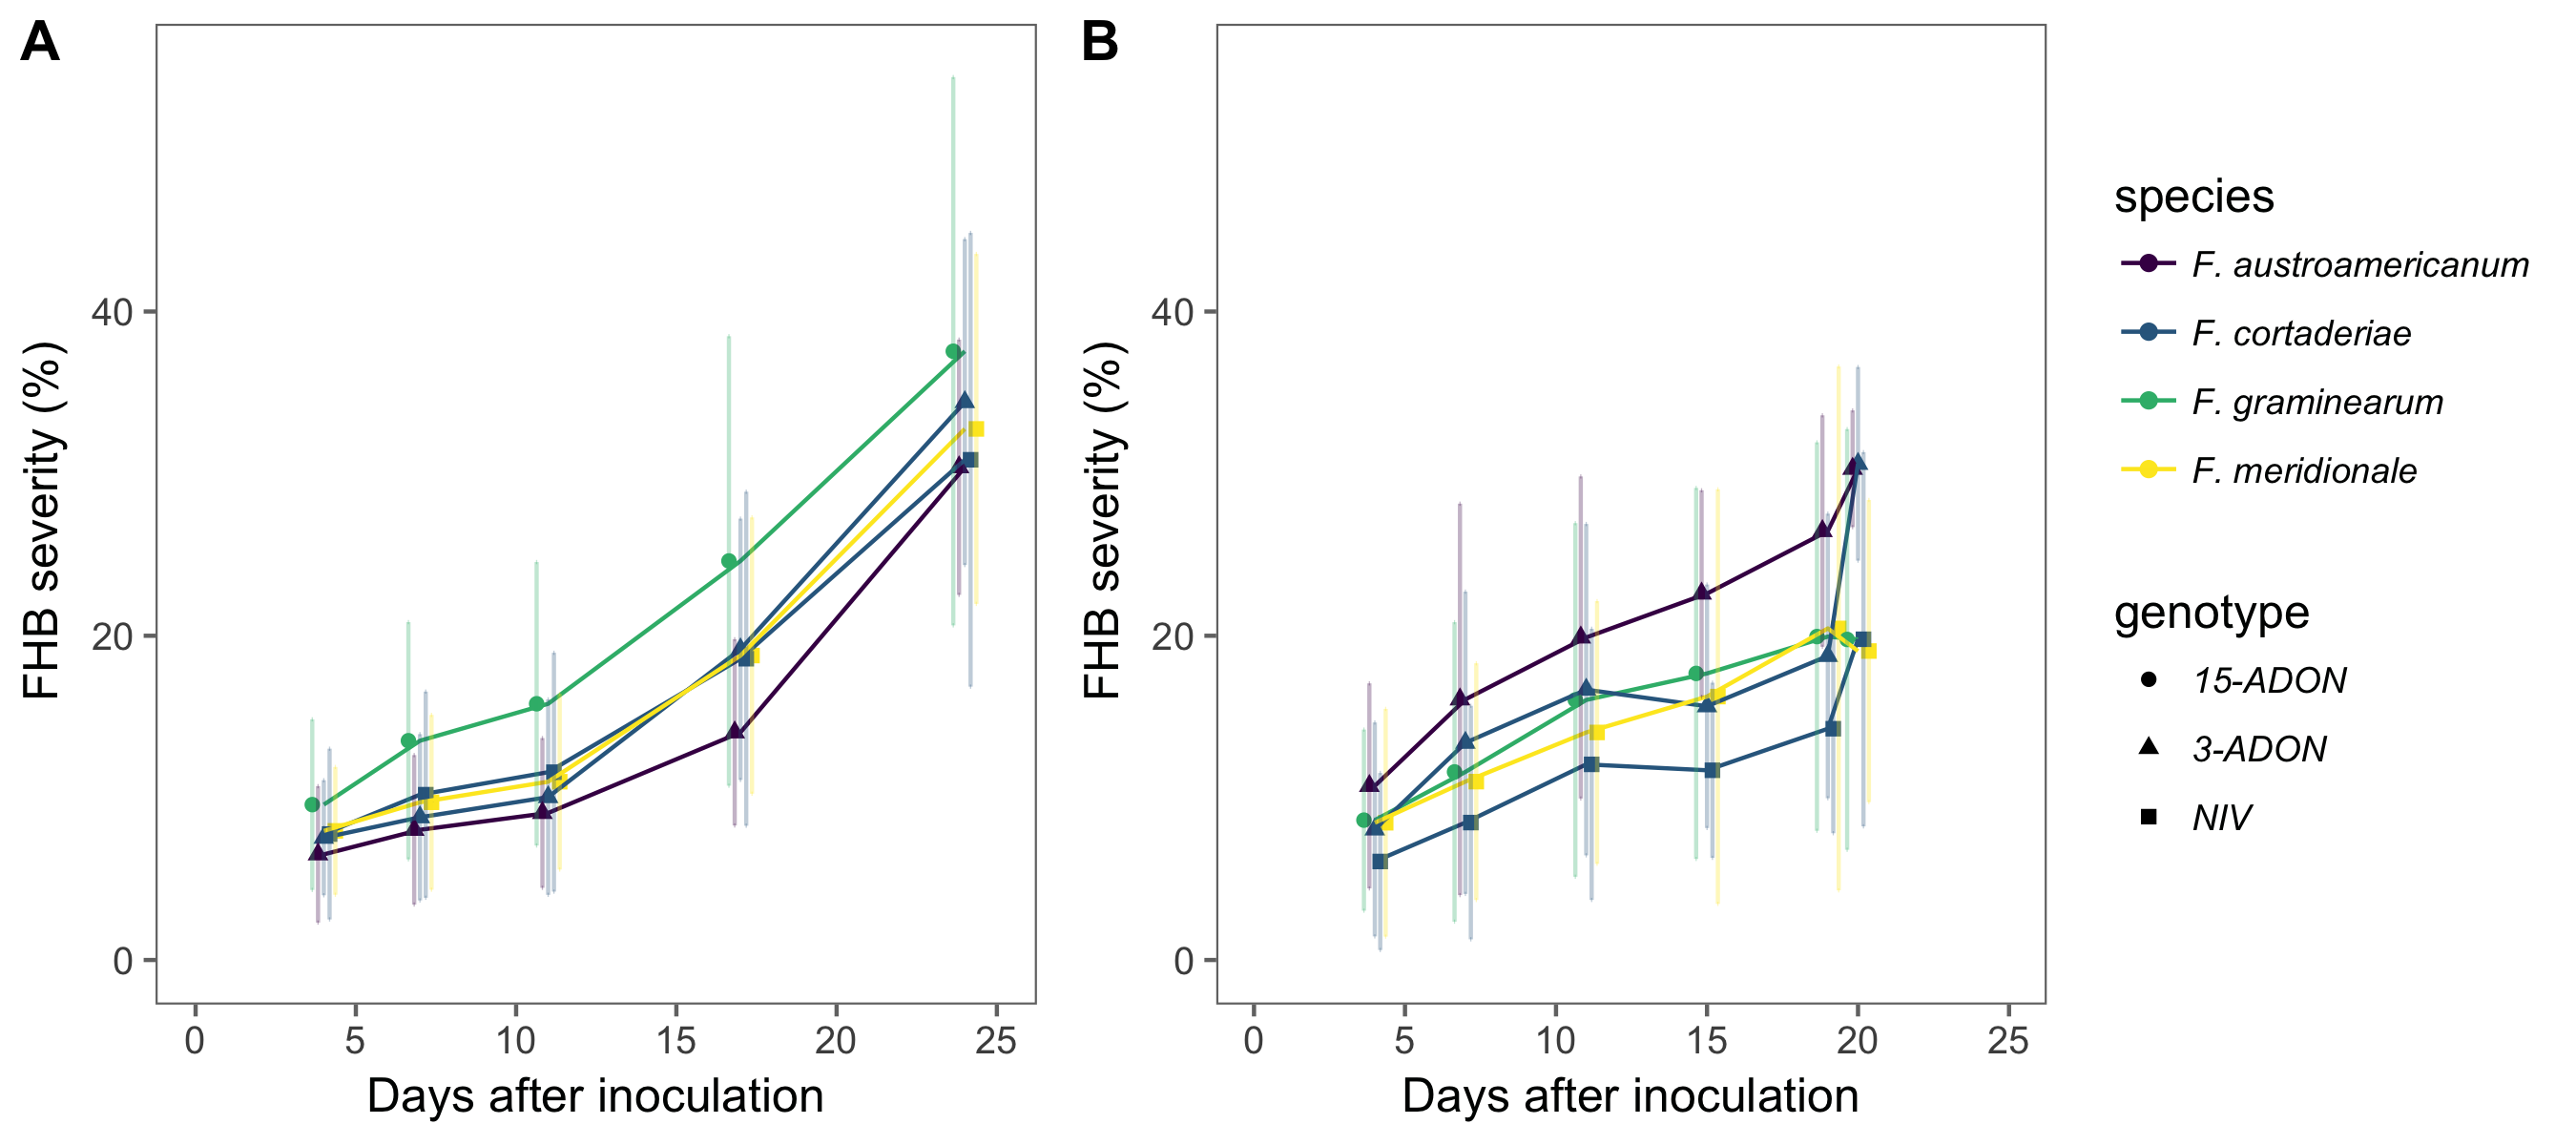 A
FHB severity (%)
40
20
0
0 5 10 15 20 25
Days after inoculation
B
FHB severity (%)
40
20
0
0 5 10 15 20 25
Days after inoculation
species
F. austroamericanum
F. cortaderiae
F. graminearum
F. meridionale
genotype
15-ADON
3-ADON
NIV